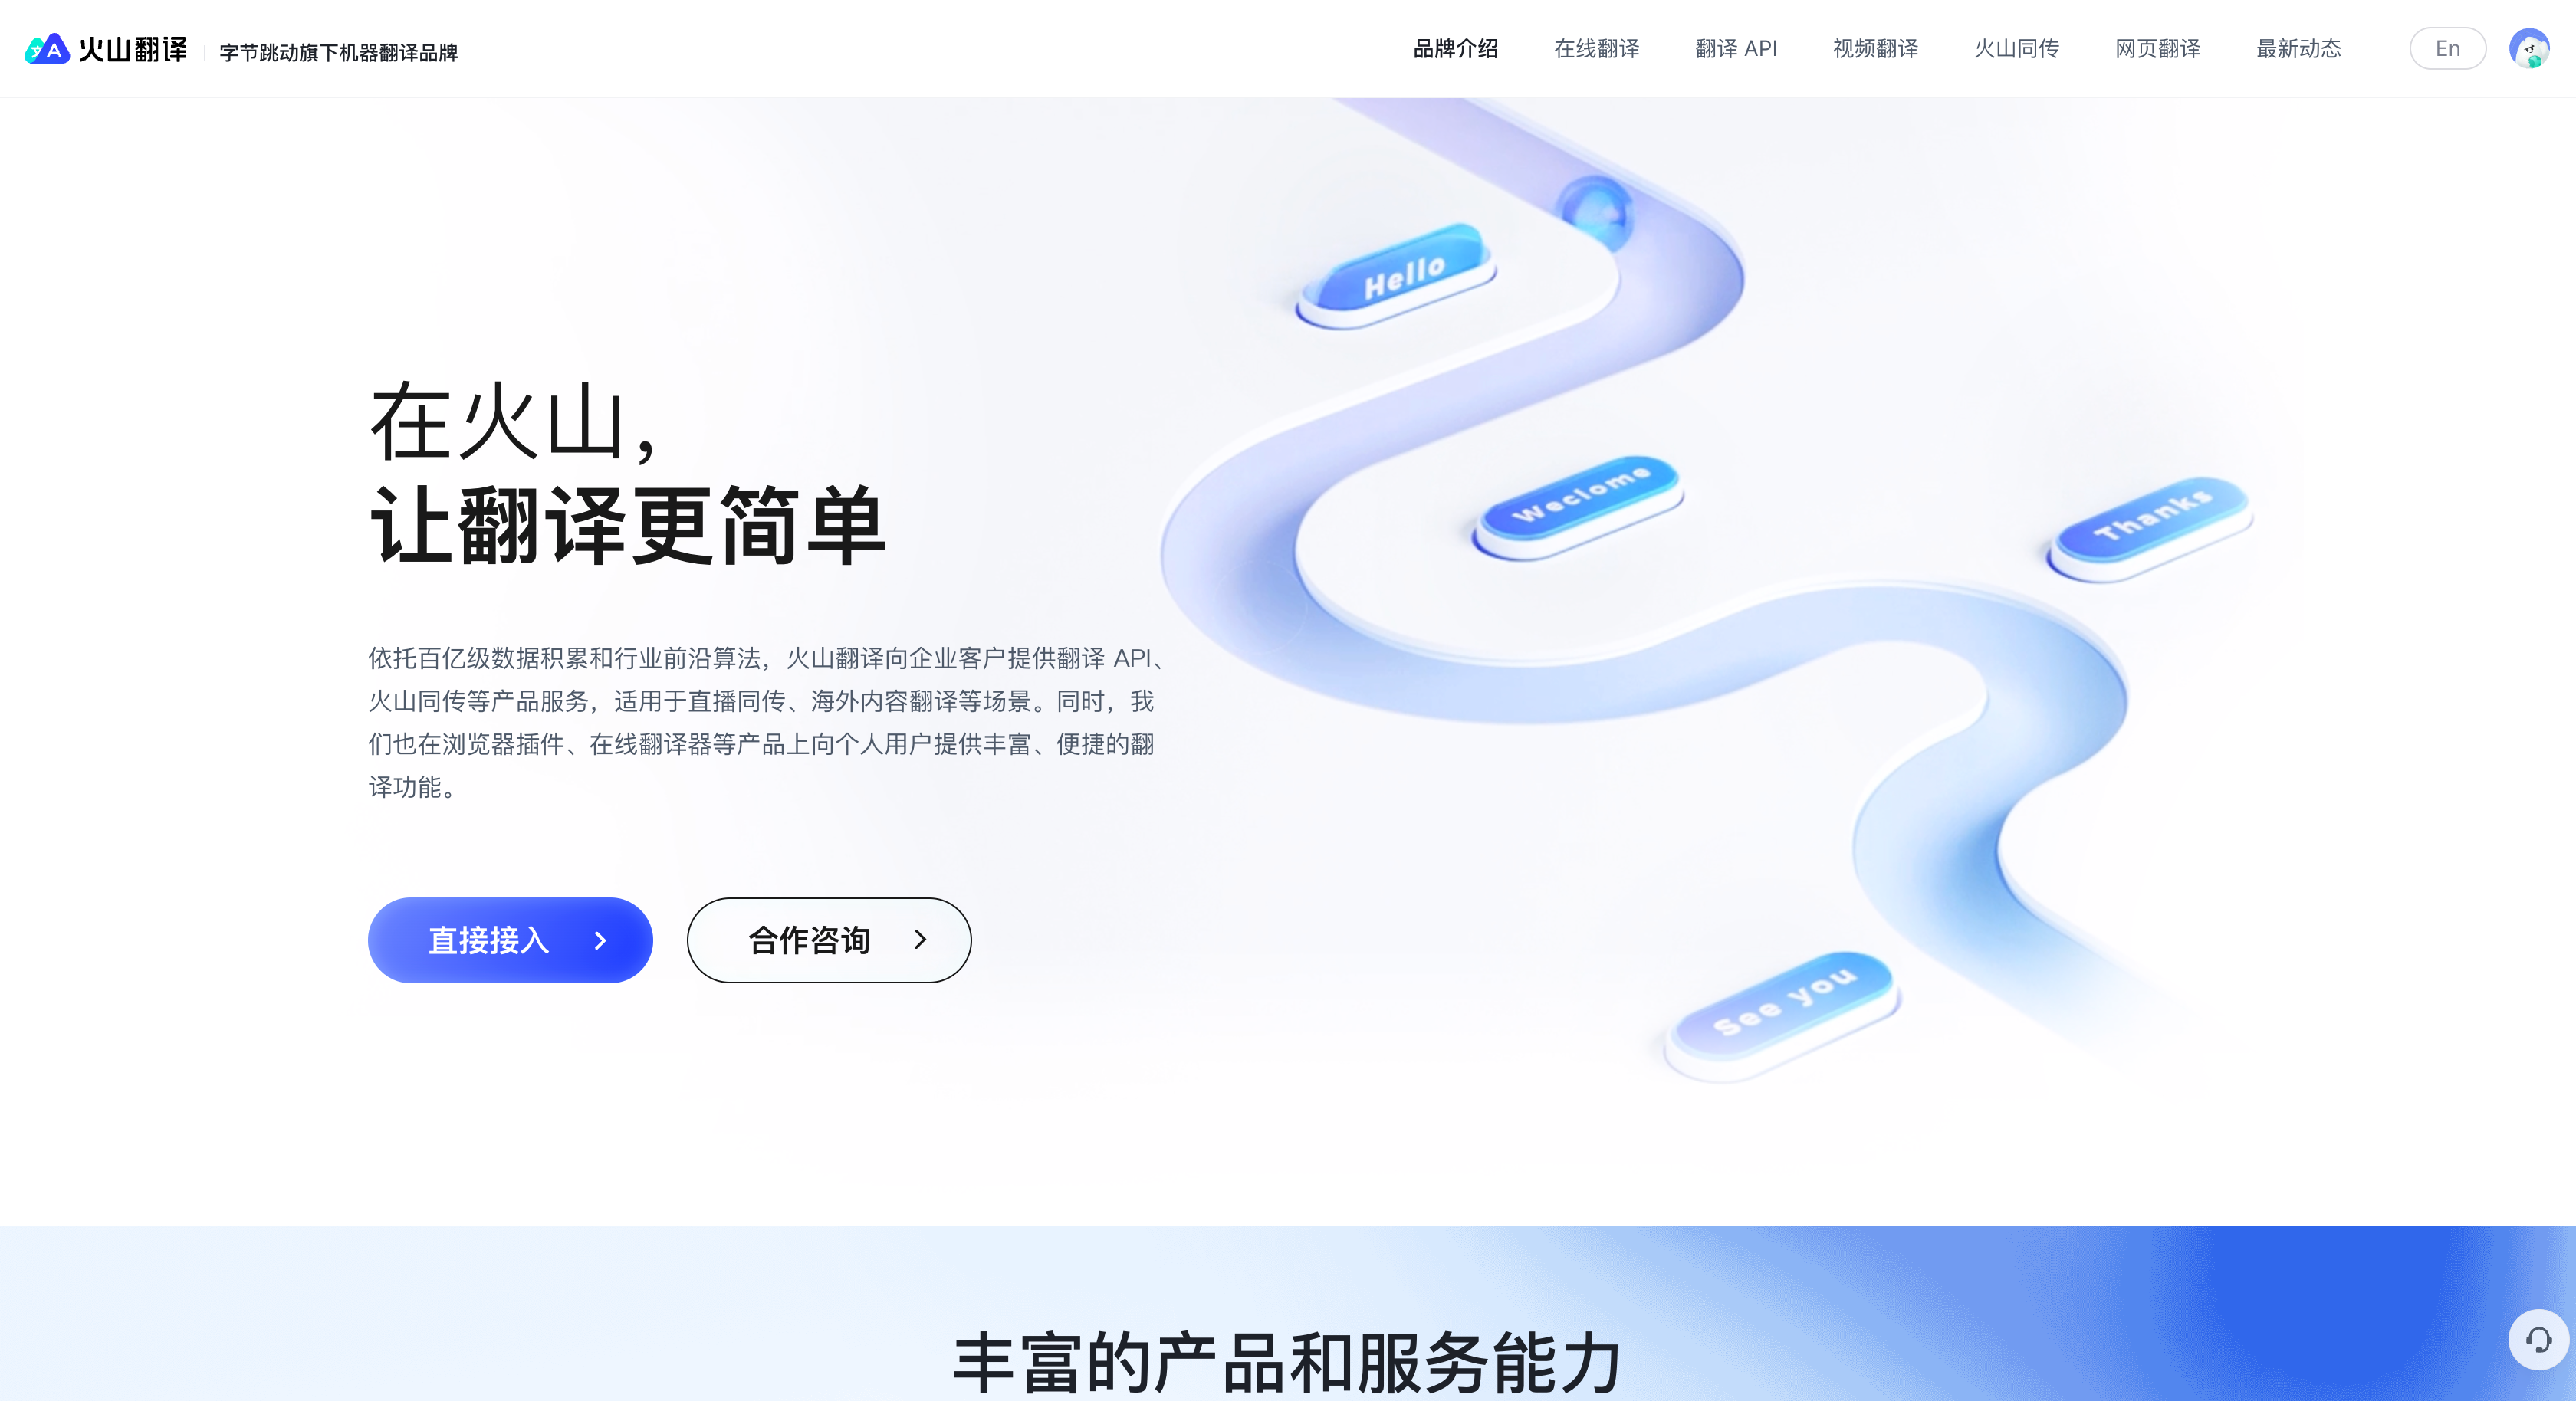 火山翻译
字节跳动旗下机器翻译品牌
品牌介绍
在线翻译
翻译 API
视频翻译
火山同传
网页翻译
最新动态
En
Hello
在火山，
让翻译更简单
Weclome
Thanks
依托百亿级数据积累和行业前沿算法，火山翻译向企业客户提供翻译 API、
火山同传等产品服务，适用于直播同传、海外内容翻译等场景。同时，我
们也在浏览器插件、在线翻译器等产品上向个人用户提供丰富、便捷的翻
译功能。
直接接入
合作咨询
See you
丰富的产品和服务能力